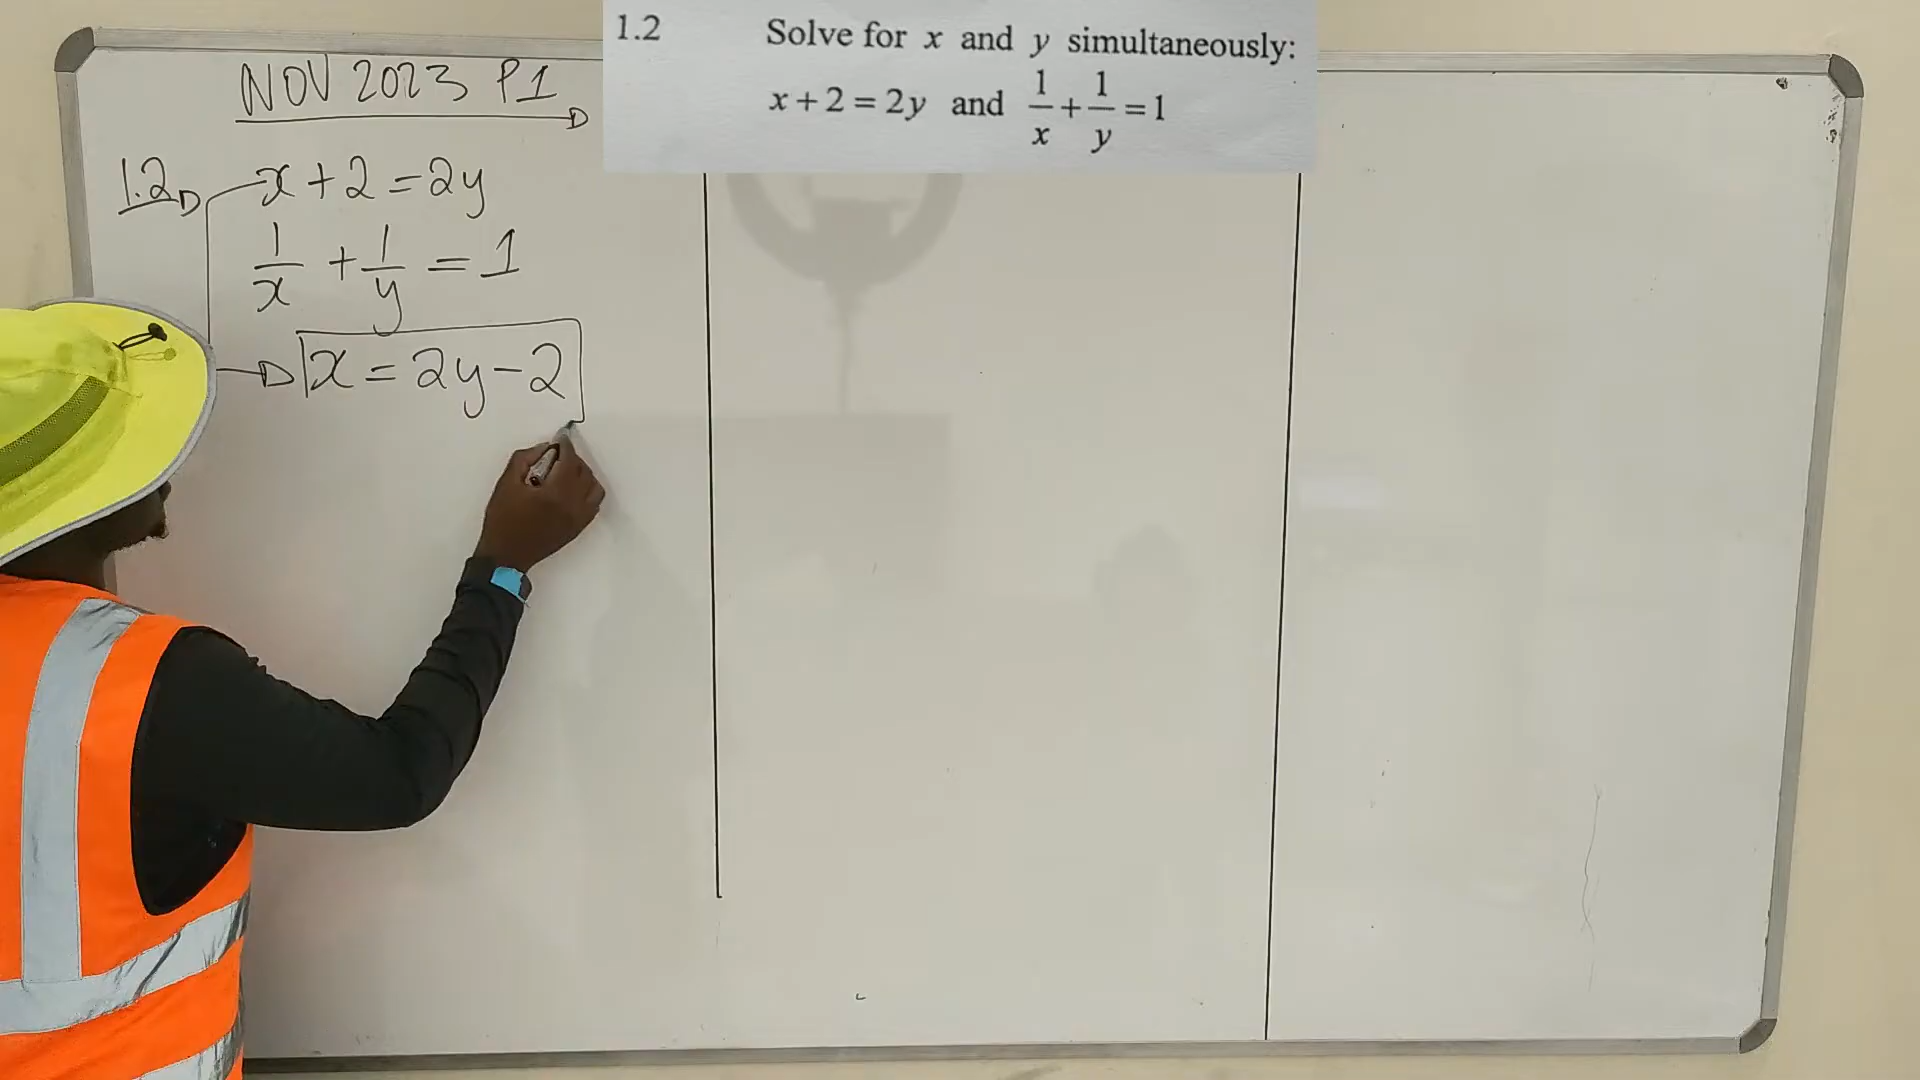 1.2 Solve for x and y simultaneously:
x + 2 = 2y and 1/x + 1/y = 1
NOV 2023 P1
1.2 x + 2 = 2y
1/x + 1/y = 1
x = 2y - 2